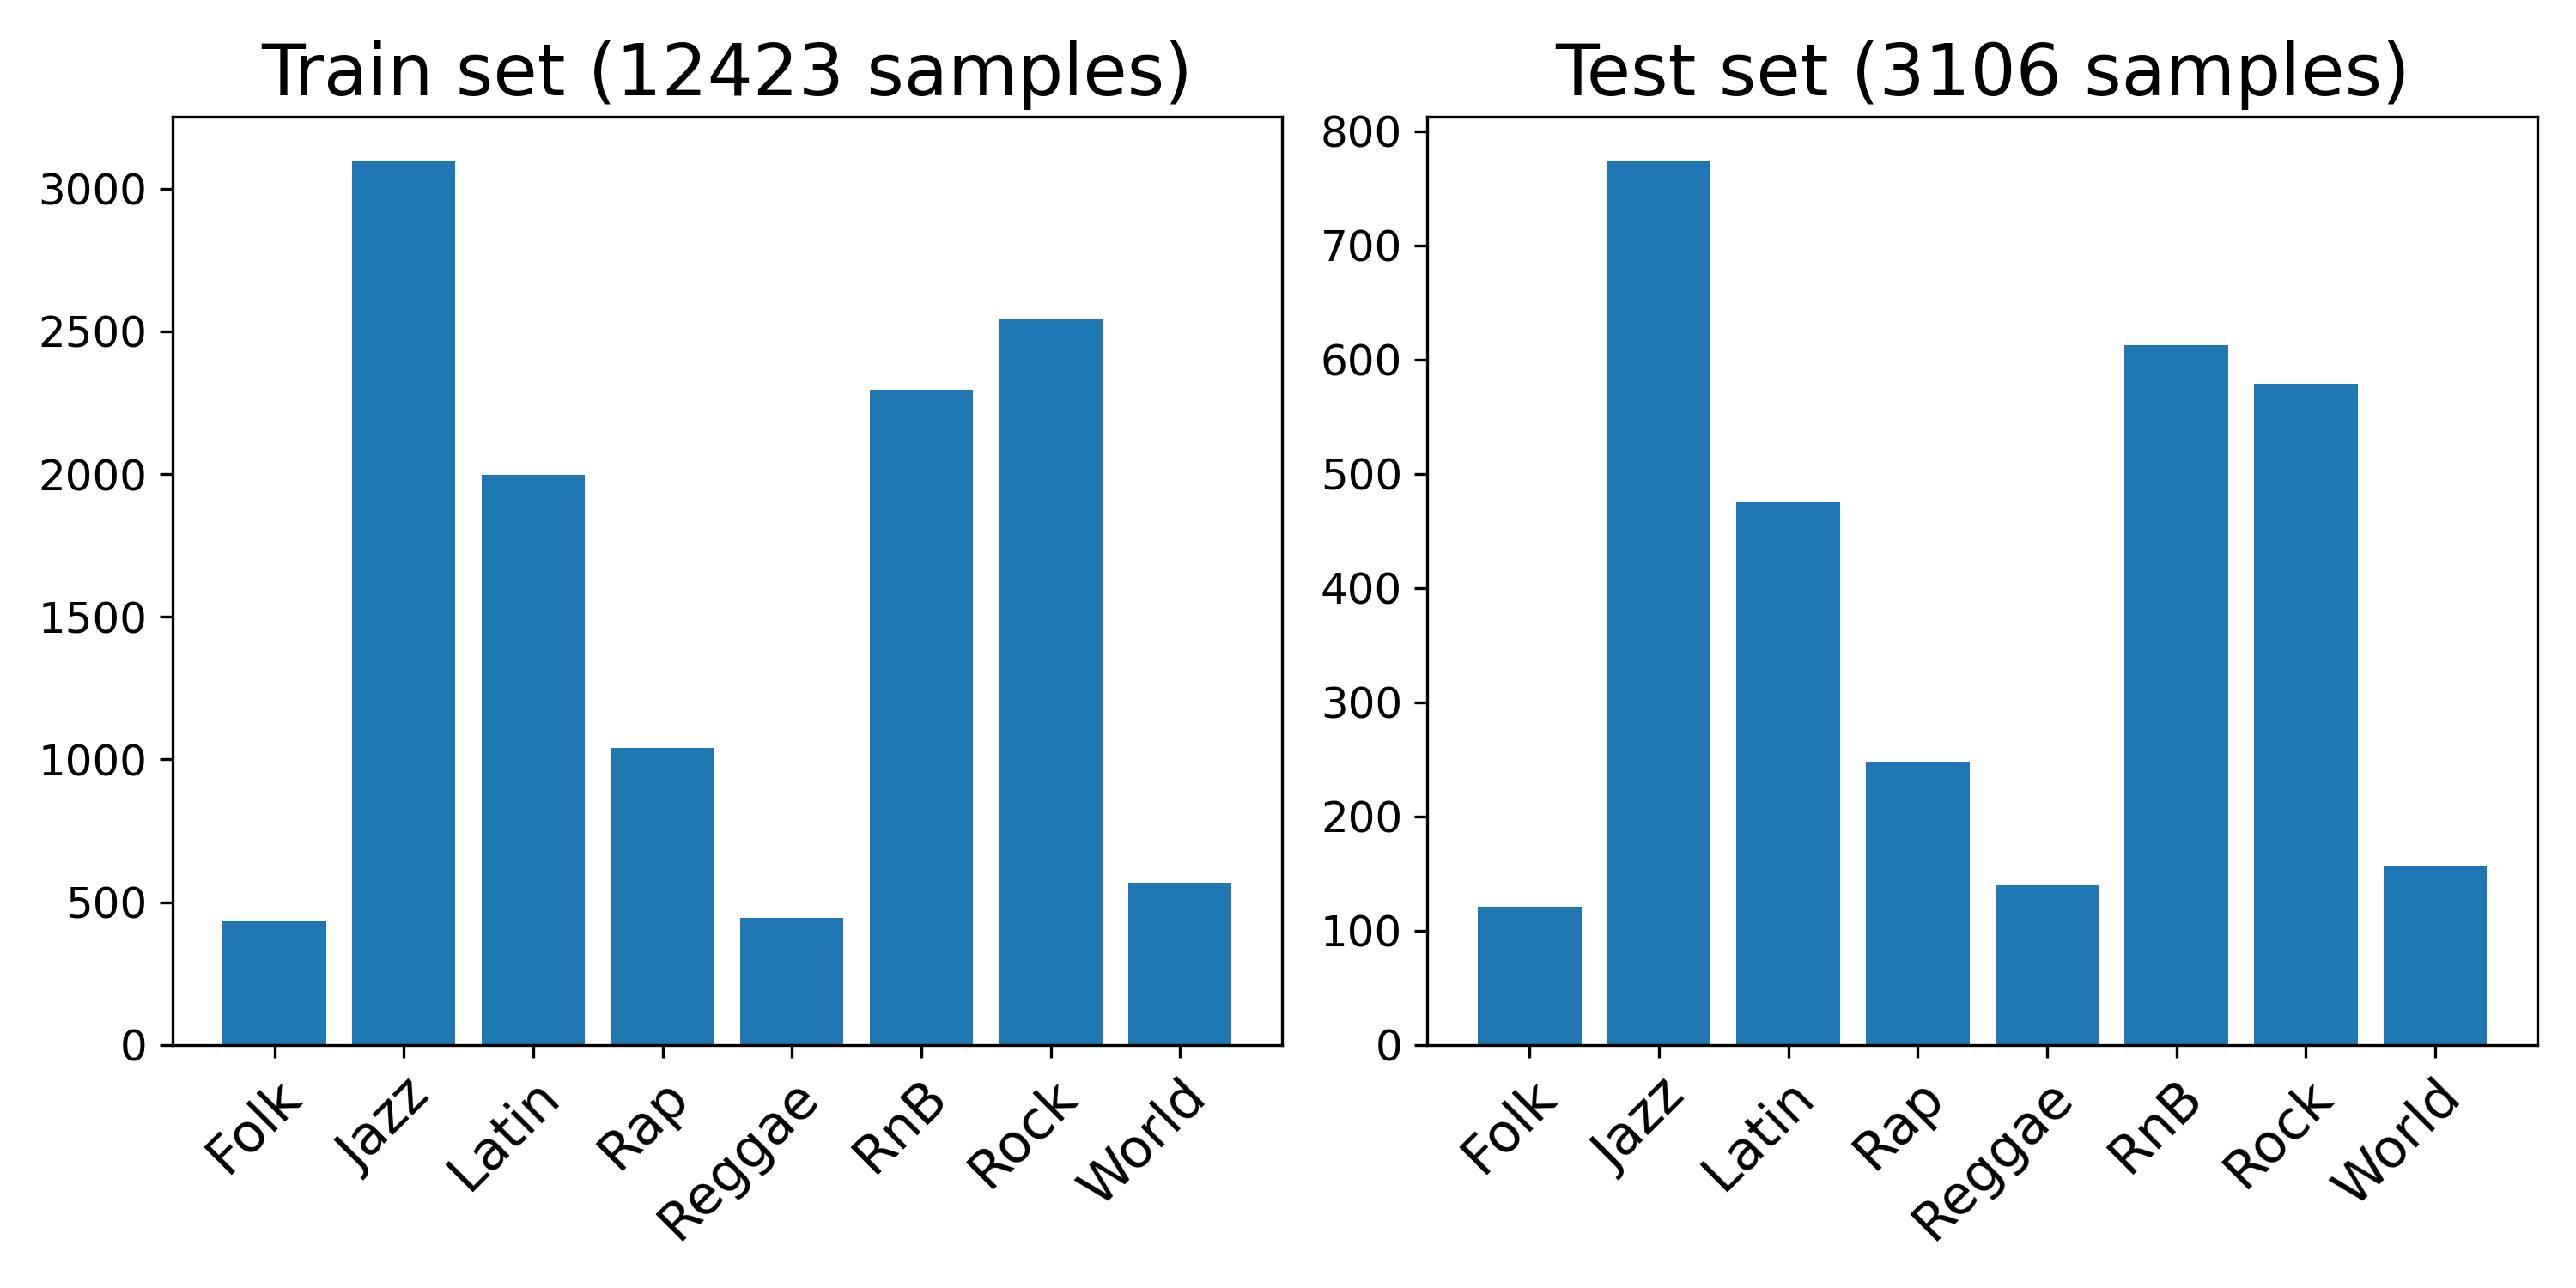 Train set (12423 samples)
3000
2500
2000
1500
1000
500
0
Folk
Jazz
Latin
Rap
Reggae
RnB
Rock
World
Test set (3106 samples)
800
700
600
500
400
300
200
100
0
Folk
Jazz
Latin
Rap
Reggae
RnB
Rock
World